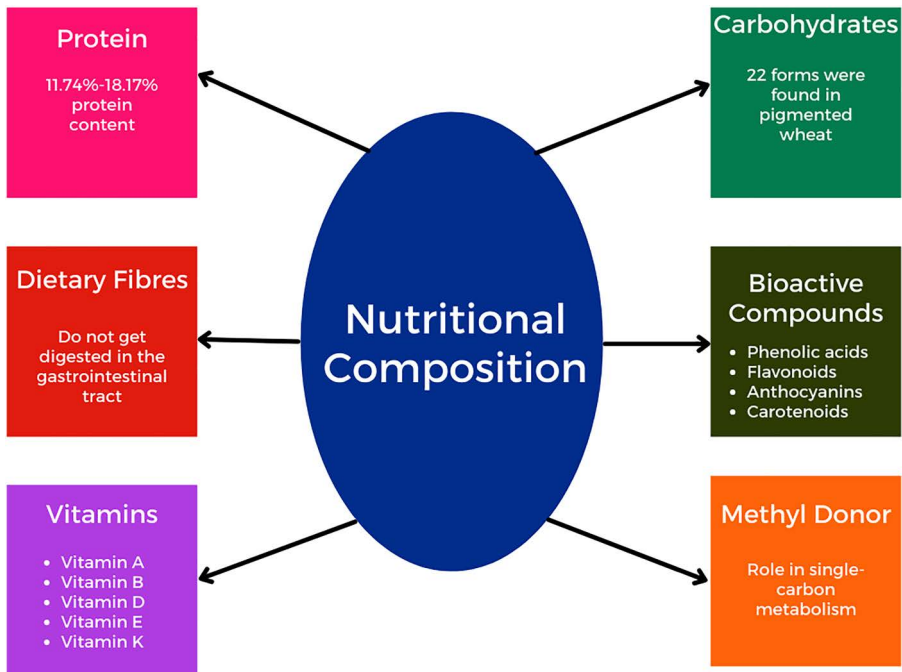 Protein
11.74%-18.17%
protein
content
Carbohydrates
22 forms were
found in
pigmented
wheat
Dietary Fibres
Do not get
digested in the
gastrointestinal
tract
Nutritional
Composition
Bioactive
Compounds
• Phenolic acids
• Flavonoids
• Anthocyanins
• Carotenoids
Vitamins
• Vitamin A
• Vitamin B
• Vitamin D
• Vitamin E
• Vitamin K
Methyl Donor
Role in single-
carbon
metabolism